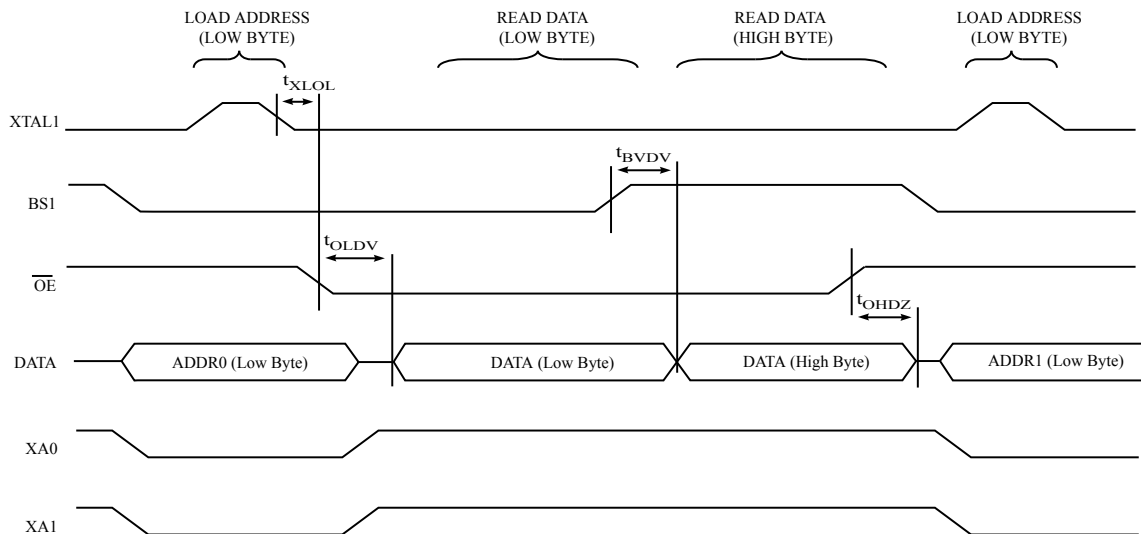 LOAD ADDRESS
(LOW BYTE)
READ DATA
(LOW BYTE)
READ DATA
(HIGH BYTE)
LOAD ADDRESS
(LOW BYTE)
tXLOL
XTAL1
tBVDV
BS1
tOLDV
OE
tOHDZ
DATA
ADDR0 (Low Byte)
DATA (Low Byte)
DATA (High Byte)
ADDR1 (Low Byte)
XA0
XA1